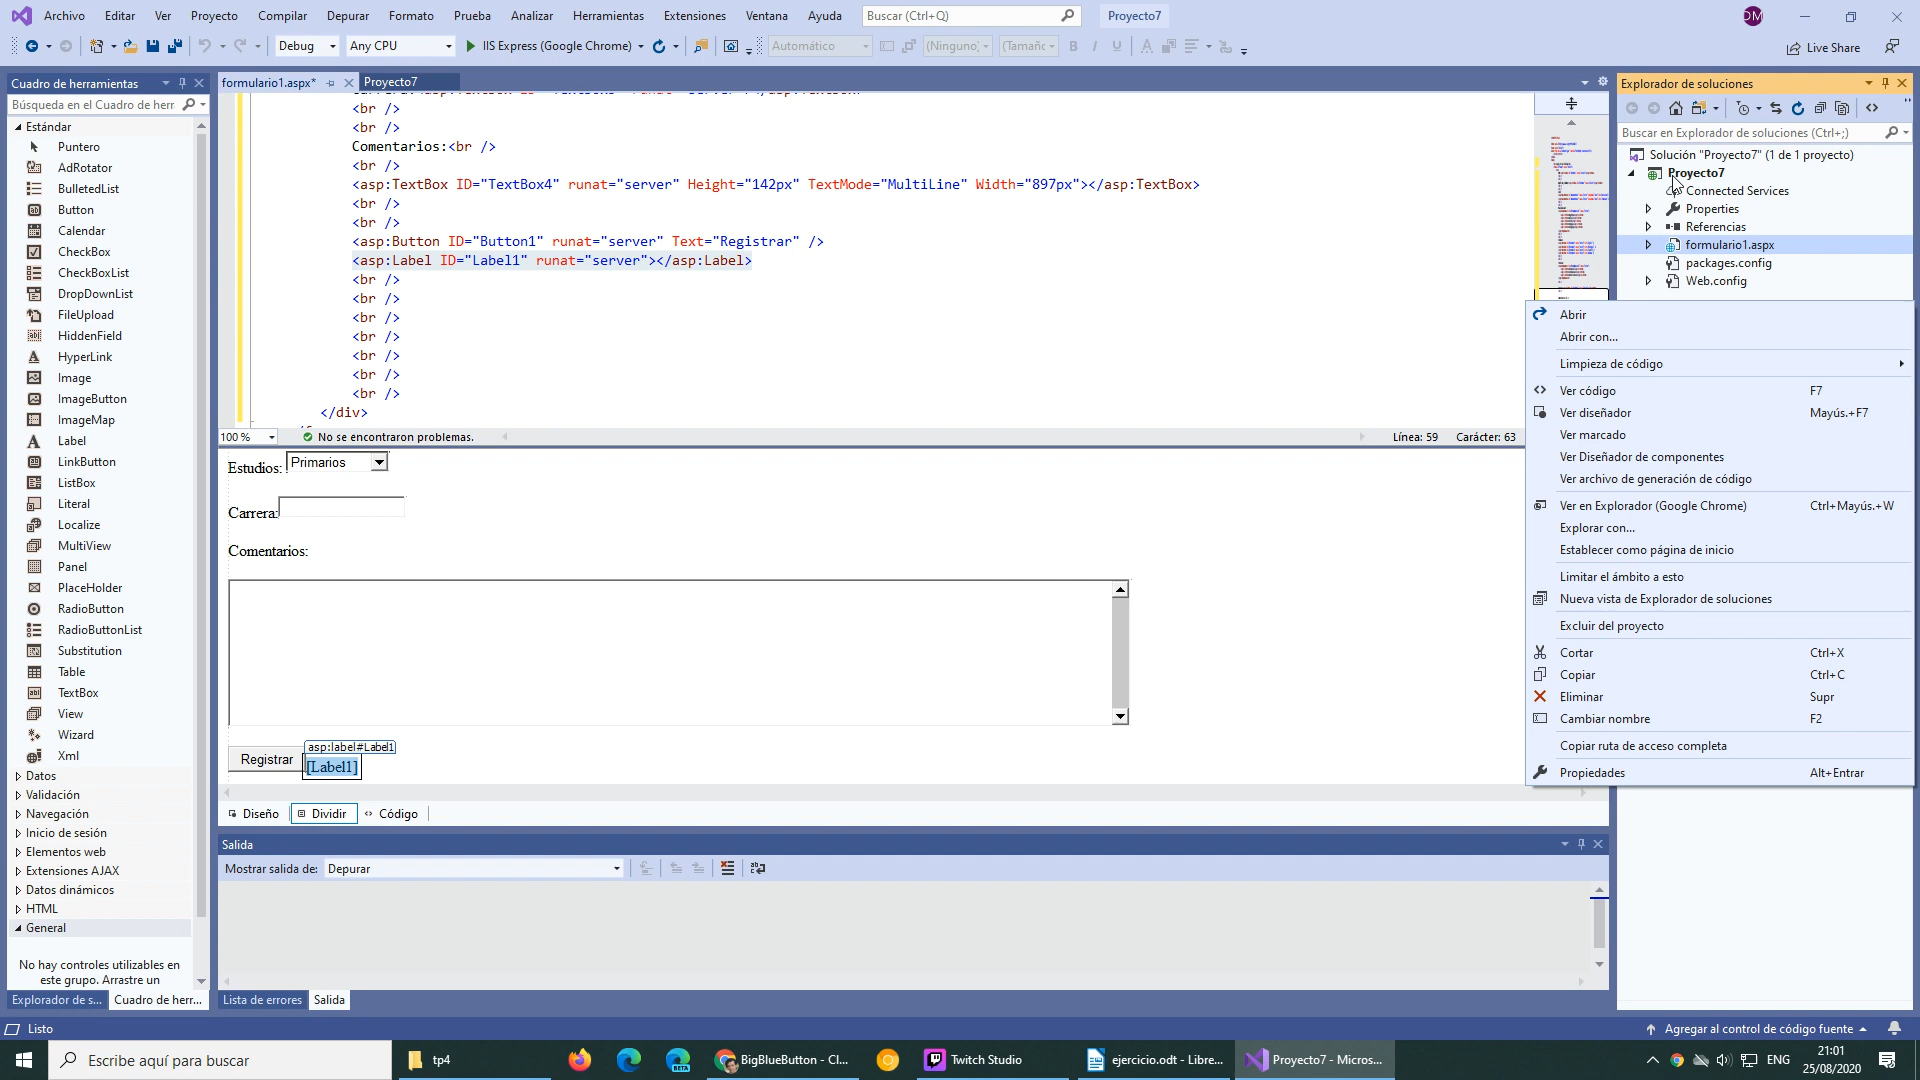 Archivo Editar Ver Proyecto Compilar Depurar Formato Prueba Analizar Herramientas Extensiones Ventana Ayuda Buscar (Ctrl+Q) Proyecto7 DM
Debug Any CPU IIS Express (Google Chrome) Automático (Ninguno) (Tamañc Live Share
Cuadro de herramientas
Búsqueda en el Cuadro de herr
Estándar
Puntero
AdRotator
BulletedList
Button
Calendar
CheckBox
CheckBoxList
DropDownList
FileUpload
HiddenField
HyperLink
Image
ImageButton
ImageMap
Label
LinkButton
ListBox
Literal
Localize
MultiView
Panel
PlaceHolder
RadioButton
RadioButtonList
Substitution
Table
TextBox
View
Wizard
Xml
Datos
Validación
Navegación
Inicio de sesión
Elementos web
Extensiones AJAX
Datos dinámicos
HTML
General
No hay controles utilizables en
este grupo. Arrastre un
Explorador de s... Cuadro de herr...
formulario1.aspx* Proyecto7
<br />
<br />
Comentarios:<br />
<br />
<asp:TextBox ID="TextBox4" runat="server" Height="142px" TextMode="MultiLine" Width="897px"></asp:TextBox>
<br />
<br />
<asp:Button ID="Button1" runat="server" Text="Registrar" />
<asp:Label ID="Label1" runat="server"></asp:Label>
<br />
<br />
<br />
<br />
<br />
<br />
<br />
</div>
100 % No se encontraron problemas. Línea: 59 Carácter: 63
Estudios: Primarios
Carrera:
Comentarios:
asp:label#Label1
Registrar [Label1]
Diseño Dividir Código
Salida
Mostrar salida de: Depurar
Lista de errores Salida
Explorador de soluciones
Buscar en Explorador de soluciones (Ctrl+;)
Solución "Proyecto7" (1 de 1 proyecto)
Proyecto7
Connected Services
Properties
Referencias
formulario1.aspx
packages.config
Web.config
Abrir
Abrir con...
Limpieza de código
Ver código F7
Ver diseñador Mayús.+F7
Ver marcado
Ver Diseñador de componentes
Ver archivo de generación de código
Ver en Explorador (Google Chrome) Ctrl+Mayús.+W
Explorar con...
Establecer como página de inicio
Limitar el ámbito a esto
Nueva vista de Explorador de soluciones
Excluir del proyecto
Cortar Ctrl+X
Copiar Ctrl+C
Eliminar Supr
Cambiar nombre F2
Copiar ruta de acceso completa
Propiedades Alt+Entrar
Listo Agregar al control de código fuente
Escribe aquí para buscar tp4 BETA BigBlueButton - Cl... Twitch Studio ejercicio.odt - Libre... Proyecto7 - Micros... ENG 21:01
25/08/2020